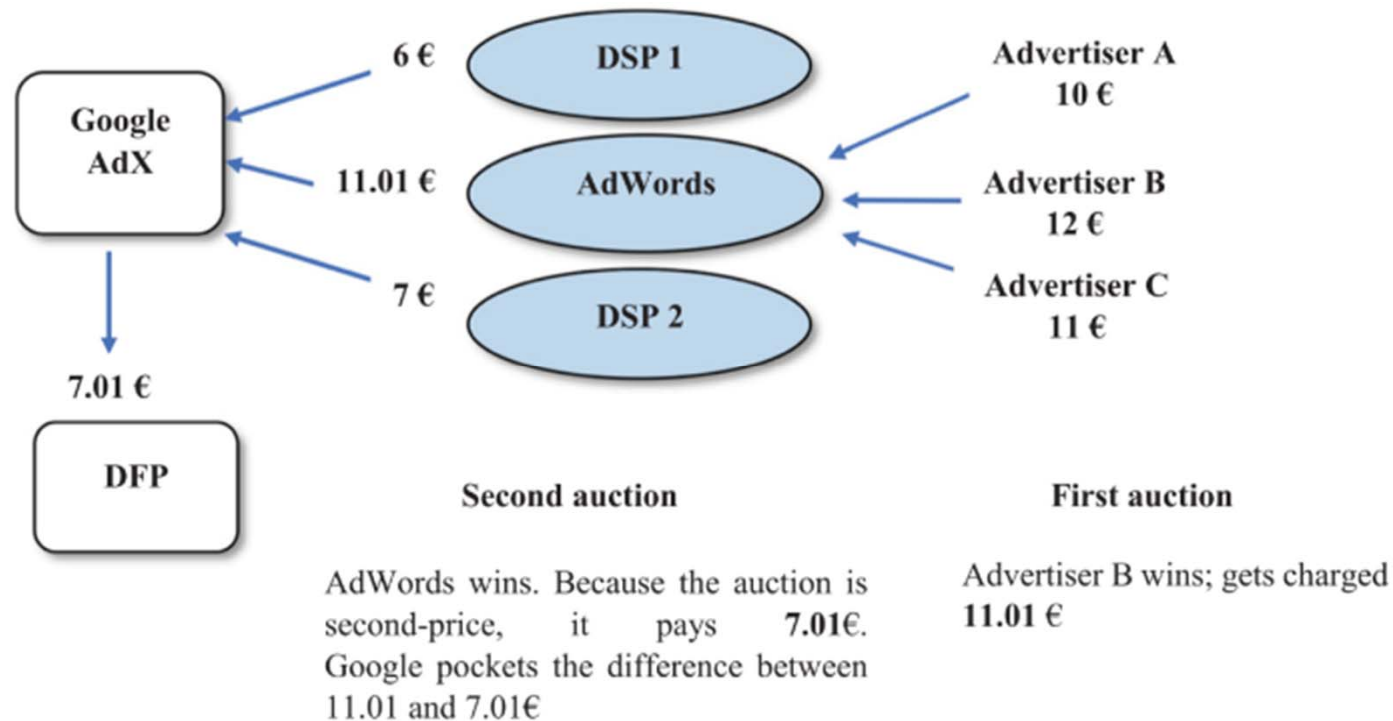 6 €
DSP 1
Advertiser A
10 €
Google
AdX
11.01 €
AdWords
Advertiser B
12 €
7 €
DSP 2
Advertiser C
11 €
7.01 €
DFP
Second auction
First auction
AdWords wins. Because the auction is
second-price, it pays 7.01€.
Google pockets the difference between
11.01 and 7.01€
Advertiser B wins; gets charged
11.01 €